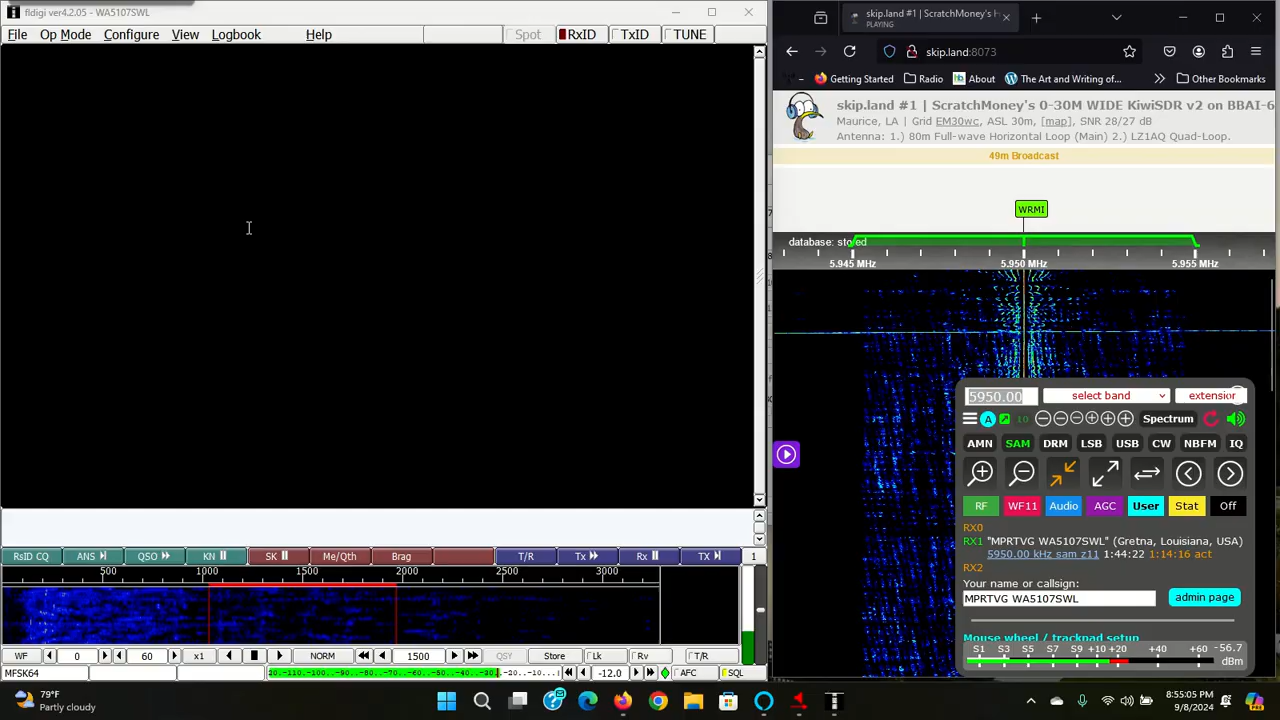 fldigi ver4.2.05 - WA5107SWL
File Op Mode Configure View Logbook Help
Spot RxID TxID TUNE
RsID CQ ANS QSO KN SK Me/Qth Brag T/R Tx Rx TX 1
500 1000 1500 2000 2500 3000
WF 60 x1 NORM 1500 QSY Store Lk Rv T/R
MFSK64 -12.0 AFC SQL
skip.land #1 | ScratchMoney's H
PLAYING
skip.land:8073
Getting Started Radio About The Art and Writing of... Other Bookmarks
skip.land #1 | ScratchMoney's 0-30M WIDE KiwiSDR v2 on BBAI-6
Maurice, LA | Grid EM30wc, ASL 30m, [map], SNR 28/27 dB
Antenna: 1.) 80m Full-wave Horizontal Loop (Main) 2.) LZ1AQ Quad-Loop.
49m Broadcast
WRMI
database: stored
5.945 MHz 5.950 MHz 5.955 MHz
5950.00 select band extension
A 10 Spectrum
AMN SAM DRM LSB USB CW NBFM IQ
RF WF11 Audio AGC User Stat Off
RX0
RX1 "MPRTVG WA5107SWL" (Gretna, Louisiana, USA)
5950.00 kHz sam z11 1:44:22 1:14:16 act
RX2
Your name or callsign:
MPRTVG WA5107SWL admin page
Mouse wheel / trackpad setup
S1 S3 S5 S7 S9 +10 +20 +40 +60 -56.7
dBm
79°F
Partly cloudy
8:55:05 PM
9/8/2024